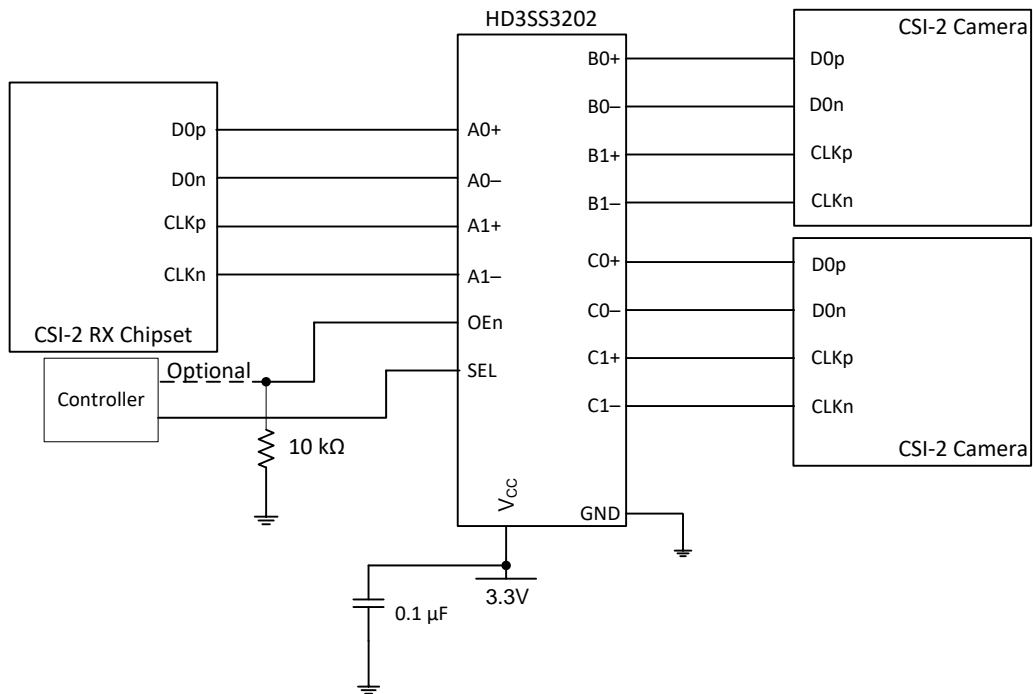 HD3SS3202
CSI-2 Camera
B0+
D0p
B0–
D0n
D0p
A0+
B1+
CLKp
D0n
A0–
B1–
CLKn
CLKp
A1+
C0+
D0p
CLKn
A1–
C0–
D0n
CSI-2 RX Chipset
OEn
C1+
CLKp
Optional
SEL
Controller
C1–
CLKn
10 kΩ
CSI-2 Camera
VCC
GND
3.3V
0.1 µF